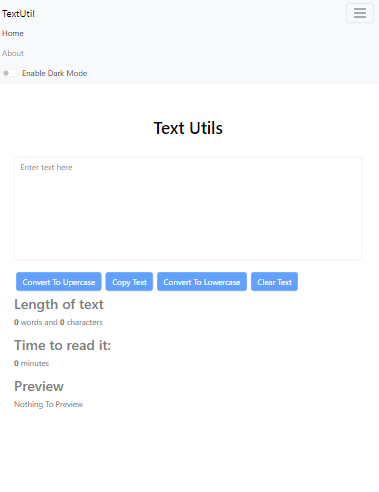 TextUtil
Home
About
Enable Dark Mode
Text Utils
Enter text here
Convert To Upercase Copy Text Convert To Lowercase Clear Text
Length of text
0 words and 0 characters
Time to read it:
0 minutes
Preview
Nothing To Preview